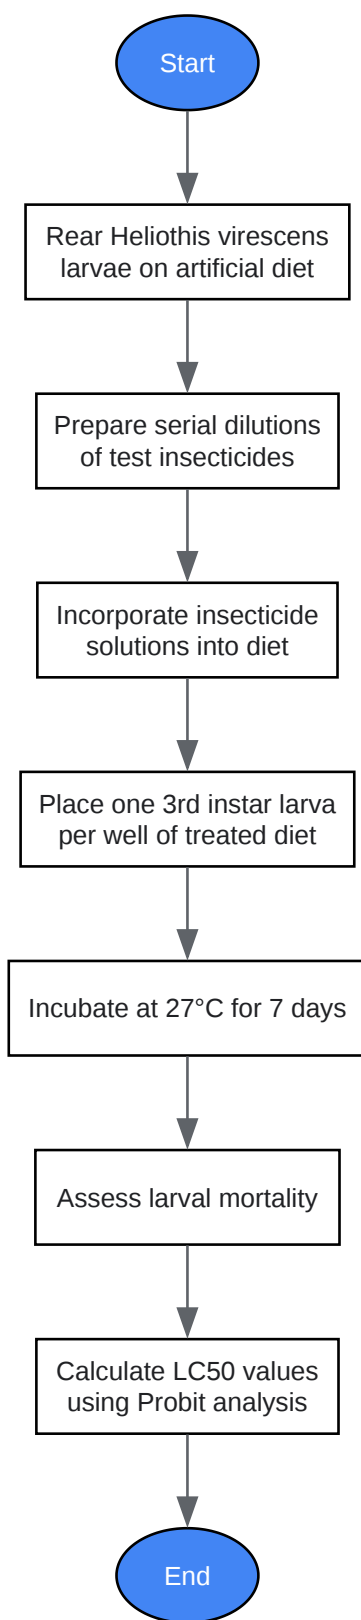 Start
Rear Heliothis virescens
larvae on artificial diet
Prepare serial dilutions
of test insecticides
Incorporate insecticide
solutions into diet
Place one 3rd instar larva
per well of treated diet
Incubate at 27°C for 7 days
Assess larval mortality
Calculate LC50 values
using Probit analysis
End